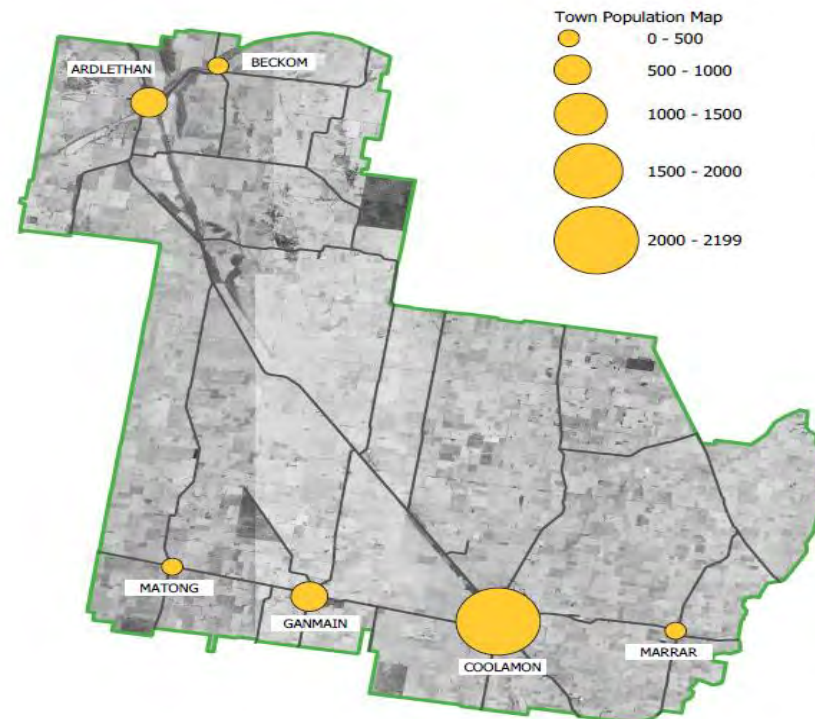 Town Population Map
0 - 500
500 - 1000
1000 - 1500
1500 - 2000
2000 - 2199
BECKOM
ARDLETHAN
MATONG
GANMAIN
COOLAMON
MARRAR